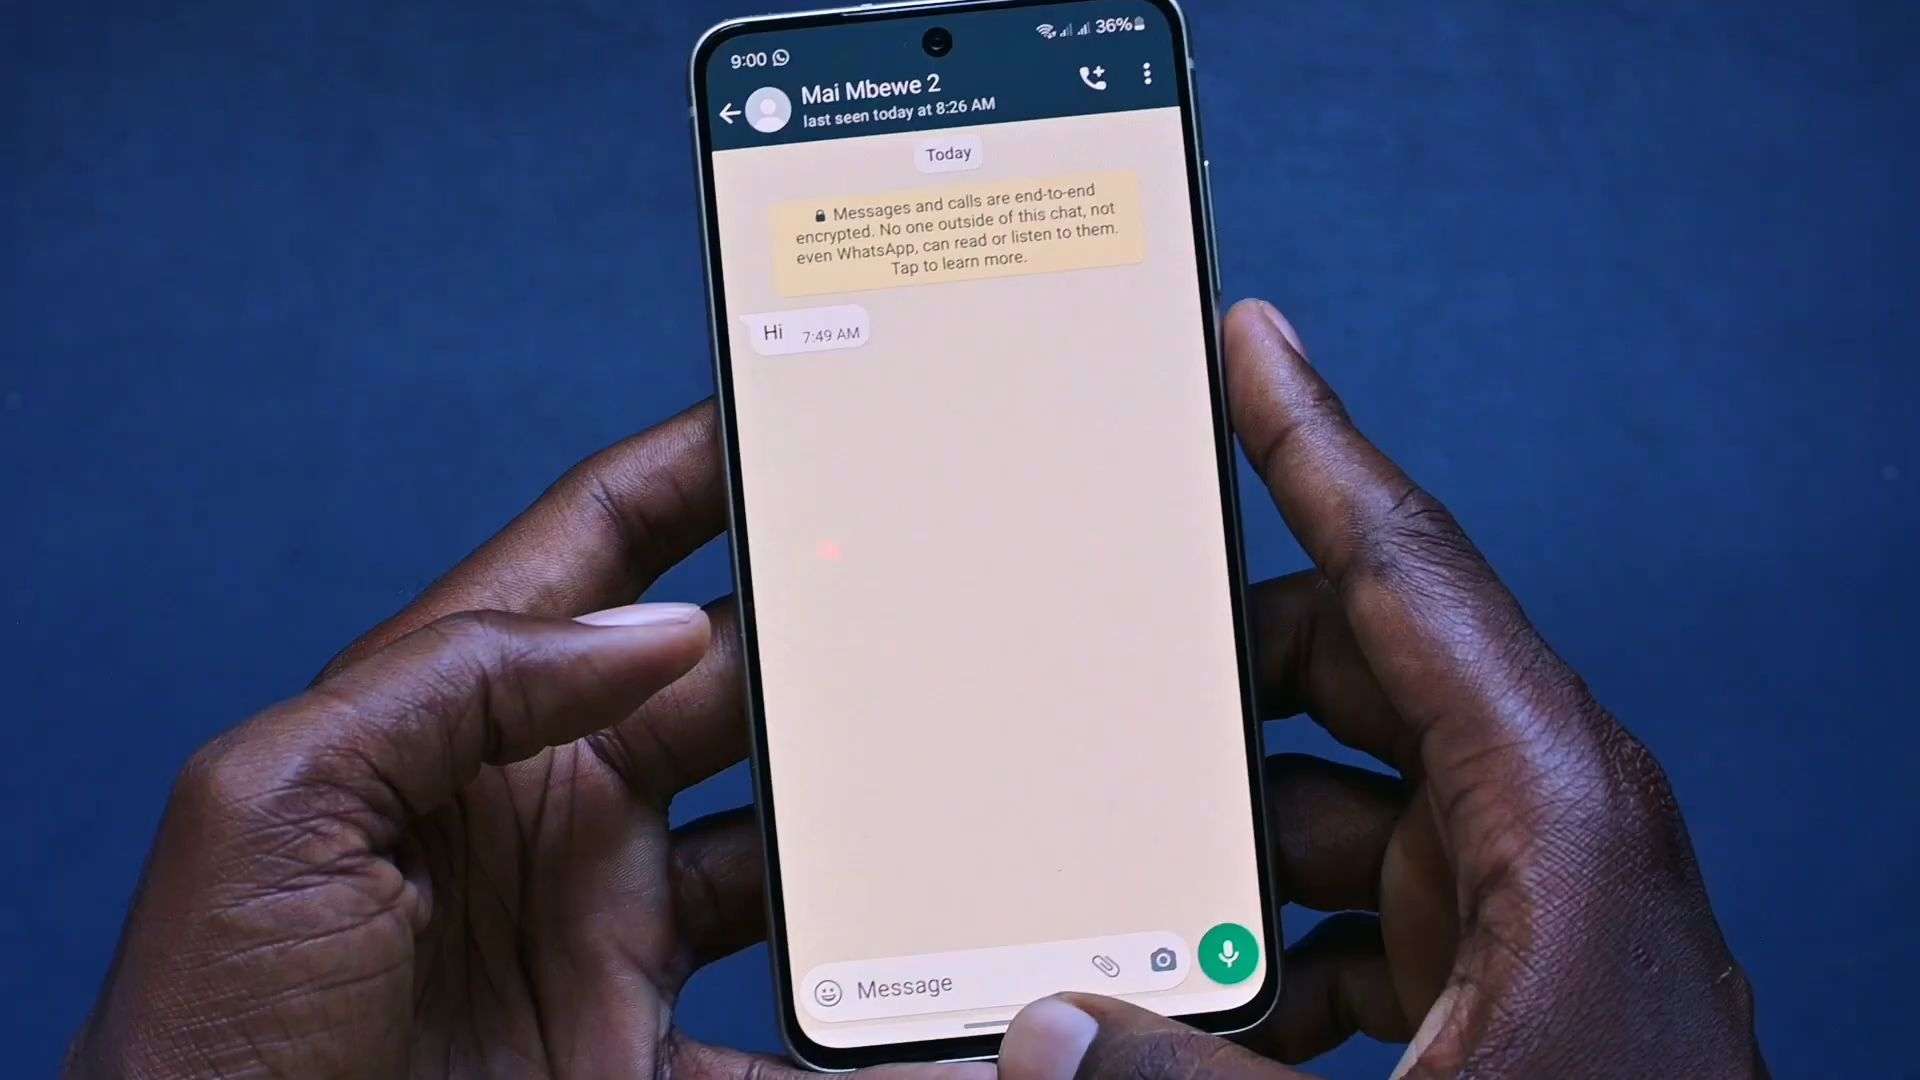 9:00
36%
Mai Mbewe 2
last seen today at 8:26 AM
Today
Messages and calls are end-to-end
encrypted. No one outside of this chat, not
even WhatsApp, can read or listen to them.
Tap to learn more.
Hi 7:49 AM
Message